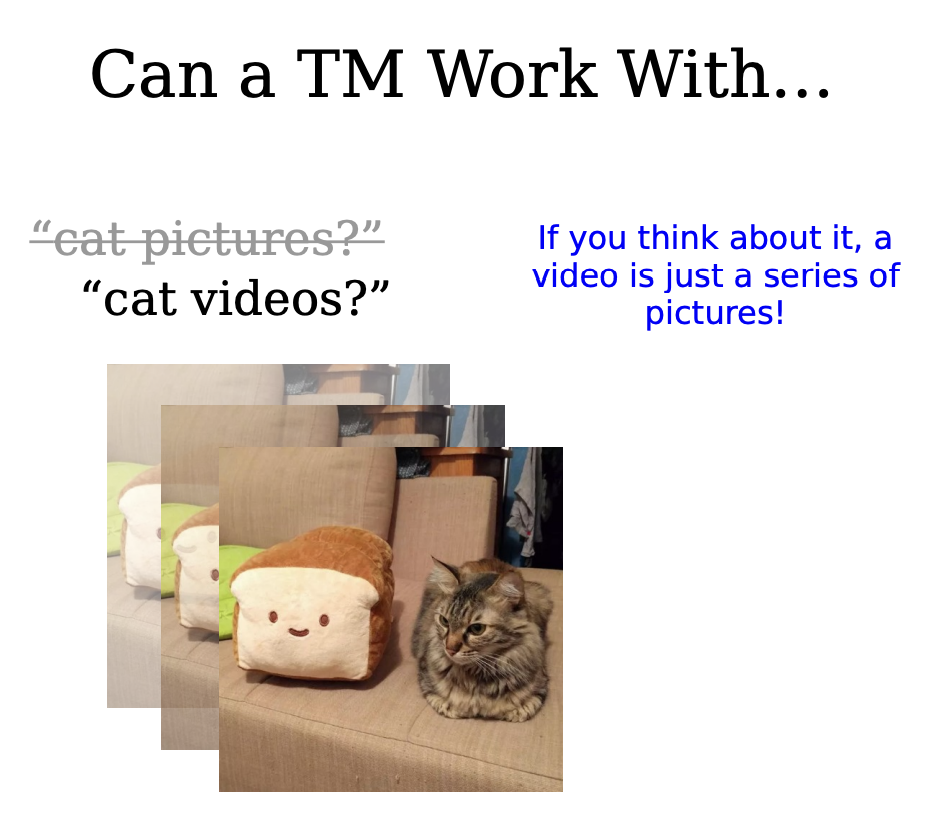 Can a TM Work With…
“cat pictures?”
“cat videos?”
If you think about it, a
video is just a series of
pictures!